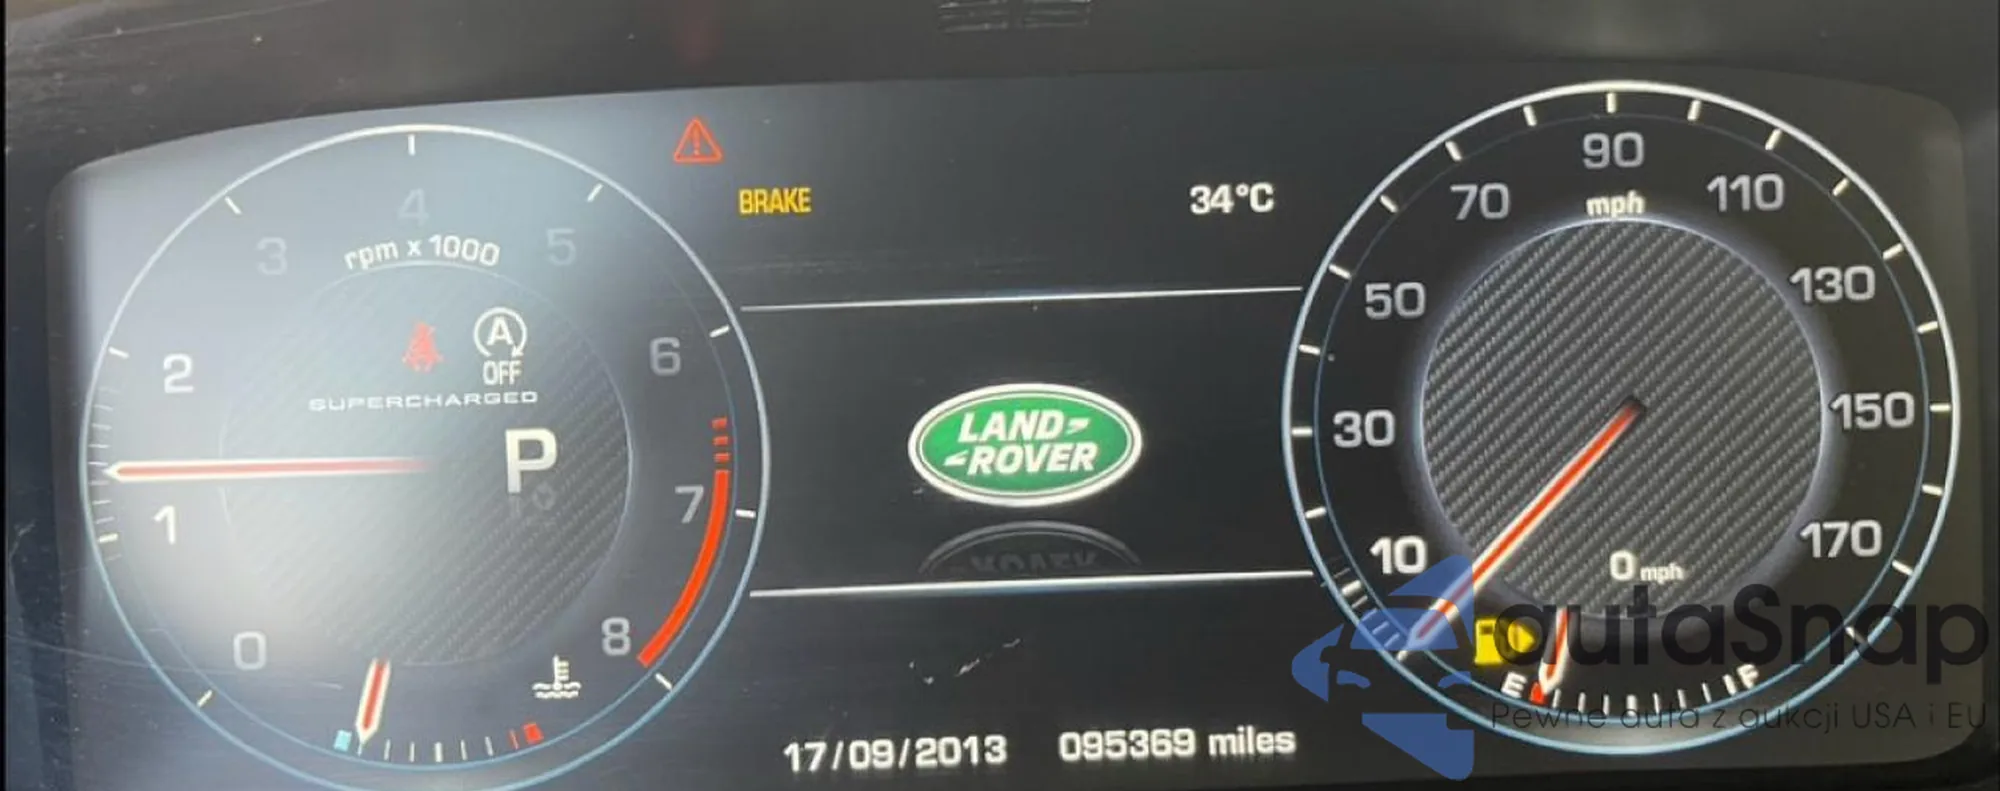 4
3
5
rpm x 1000
2
6
A
OFF
SUPERCHARGED
P
1
7
0
8
BRAKE
34°C
LAND
ROVER
17/09/2013 095369 miles
90
mph
70
110
50
130
30
150
10
170
0 mph
E
F
autaSnap
Pewne auta z aukcji USA i EU